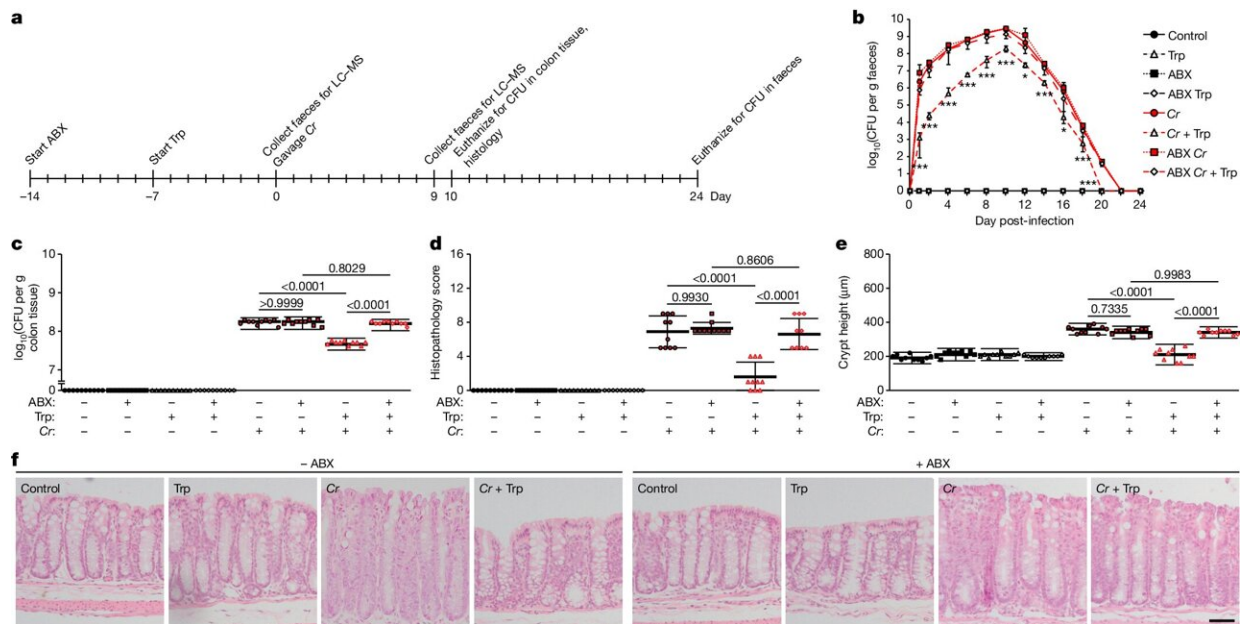 a
Start ABX
Start Trp
Collect faeces for LC–MS
Gavage Cr
Collect faeces for LC–MS
Euthanize for CFU in colon tissue,
histology
Euthanize for CFU in faeces
–14
–7
0
9
10
24
Day
b
log10(CFU per g faeces)
10
9
8
7
6
5
4
3
2
1
0
***
***
***
***
***
***
*
***
*
***
***
0 2 4 6 8 10 12 14 16 18 20 22 24
Day post-infection
Control
Trp
ABX
ABX Trp
Cr
Cr + Trp
ABX Cr
ABX Cr + Trp
c
log10(CFU per g
colon tissue)
10
9
8
7
0
0.8029
<0.0001
>0.9999
<0.0001
ABX: – + – + – + – +
Trp: – – + + – – + +
Cr: – – – – + + + +
d
Histopathology score
16
12
8
4
0
0.8606
<0.0001
0.9930
<0.0001
ABX: – + – + – + – +
Trp: – – + + – – + +
Cr: – – – – + + + +
e
Crypt height (µm)
800
600
400
200
0
0.9983
<0.0001
0.7335
<0.0001
ABX: – + – + – + – +
Trp: – – + + – – + +
Cr: – – – – + + + +
f
– ABX
+ ABX
Control
Trp
Cr
Cr + Trp
Control
Trp
Cr
Cr + Trp